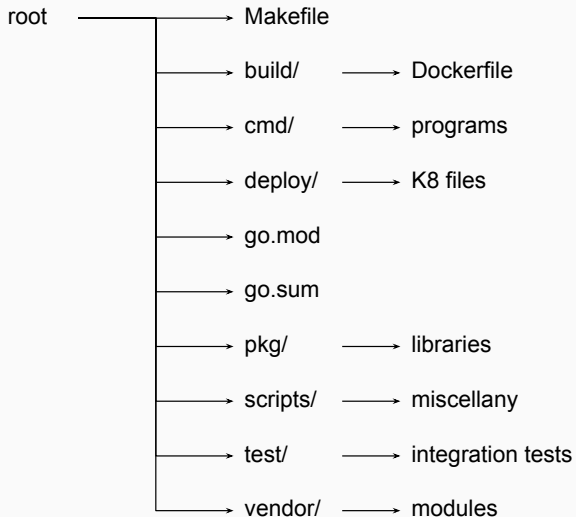 root Makefile
build/ Dockerfile
cmd/ programs
deploy/ K8 files
go.mod
go.sum
pkg/ libraries
scripts/ miscellany
test/ integration tests
vendor/ modules